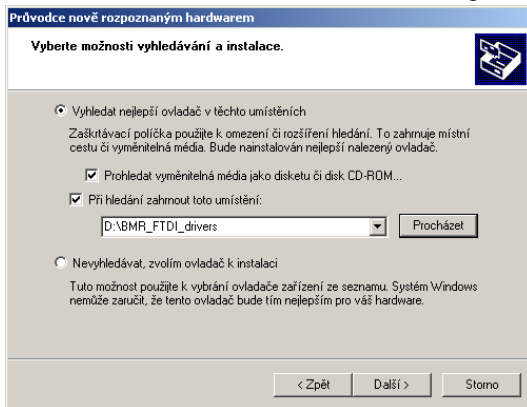 Průvodce nově rozpoznaným hardwarem
Vyberte možnosti vyhledávání a instalace.
Vyhledat nejlepší ovladač v těchto umístěních
Zaškrtávací políčka použijte k omezení či rozšíření hledání. To zahrnuje místní
cestu či vyměnitelná média. Bude nainstalován nejlepší nalezený ovladač.
Prohledat vyměnitelná média jako disketu či disk CD-ROM...
Při hledání zahrnout toto umístění:
D:\BMR_FTDI_drivers Procházet
Nevyhledávat, zvolím ovladač k instalaci
Tuto možnost použijte k vybrání ovladače zařízení ze seznamu. Systém Windows
nemůže zaručit, že tento ovladač bude tím nejlepším pro váš hardware.
< Zpět Další > Storno